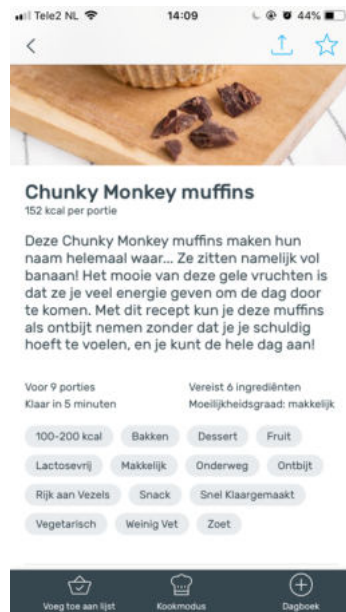 Tele2 NL 14:09 44%
Chunky Monkey muffins
152 kcal per portie
Deze Chunky Monkey muffins maken hun
naam helemaal waar... Ze zitten namelijk vol
banaan! Het mooie van deze gele vruchten is
dat ze je veel energie geven om de dag door
te komen. Met dit recept kun je deze muffins
als ontbijt nemen zonder dat je je schuldig
hoeft te voelen, en je kunt de hele dag aan!
Voor 9 porties Vereist 6 ingrediënten
Klaar in 5 minuten Moeilijkheidsgraad: makkelijk
100-200 kcal Bakken Dessert Fruit
Lactosevrij Makkelijk Onderweg Ontbijt
Rijk aan Vezels Snack Snel Klaargemaakt
Vegetarisch Weinig Vet Zoet
Voeg toe aan lijst Kookmodus Dagboek